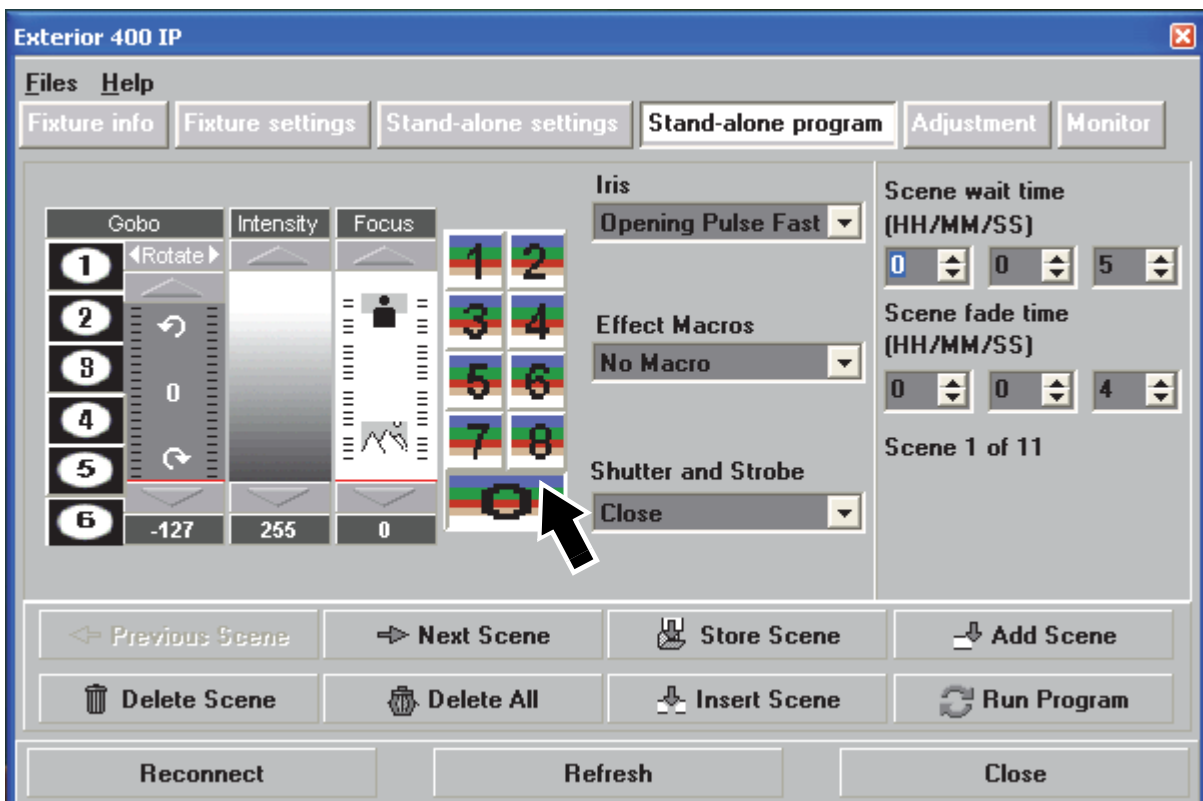 Exterior 400 IP
Files Help
Fixture info Fixture settings Stand-alone settings Stand-alone program Adjustment Monitor
Gobo Intensity Focus
Rotate
1
2
3
4
5
6
0
-127 255 0
1 2
3 4
5 6
7 8
0
Iris
Opening Pulse Fast
Effect Macros
No Macro
Shutter and Strobe
Close
Scene wait time
(HH/MM/SS)
0 0 5
Scene fade time
(HH/MM/SS)
0 0 4
Scene 1 of 11
Previous Scene Next Scene Store Scene Add Scene
Delete Scene Delete All Insert Scene Run Program
Reconnect Refresh Close